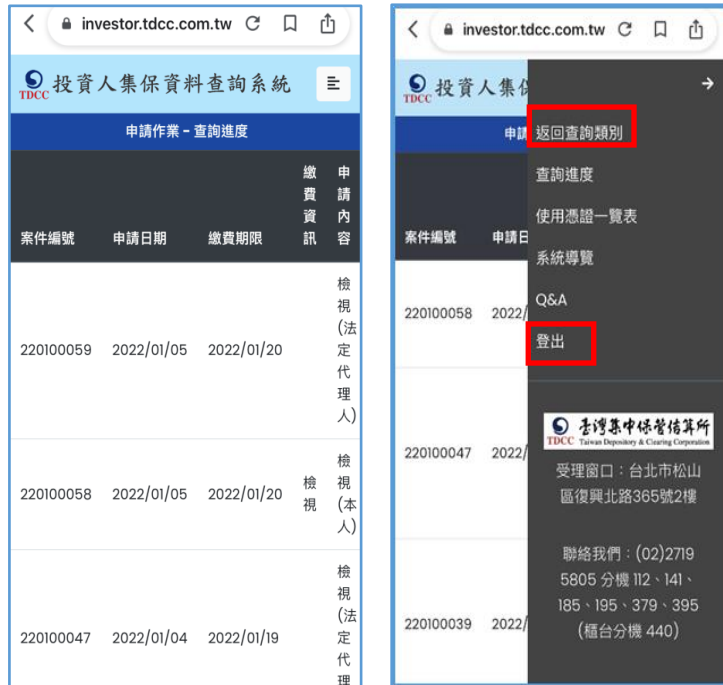 investor.tdcc.com.tw
TDCC 投資人集保資料查詢系統
申請作業 - 查詢進度
案件編號 申請日期 繳費期限 繳費資訊 申請內容
220100059 2022/01/05 2022/01/20 檢視(法定代理人)
220100058 2022/01/05 2022/01/20 檢視 檢視(本人)
220100047 2022/01/04 2022/01/19 檢視(法定代理
investor.tdcc.com.tw
TDCC 投資人集
申請
案件編號 申請日
220100058 2022/
220100047 2022/
220100039 2022/
返回查詢類別
查詢進度
使用憑證一覽表
系統導覽
Q&A
登出
臺灣集中保管結算所
TDCC Taiwan Depository & Clearing Corporation
受理窗口：台北市松山
區復興北路365號2樓
聯絡我們：(02)2719
5805 分機 112、141、
185、195、379、395
(櫃台分機 440)